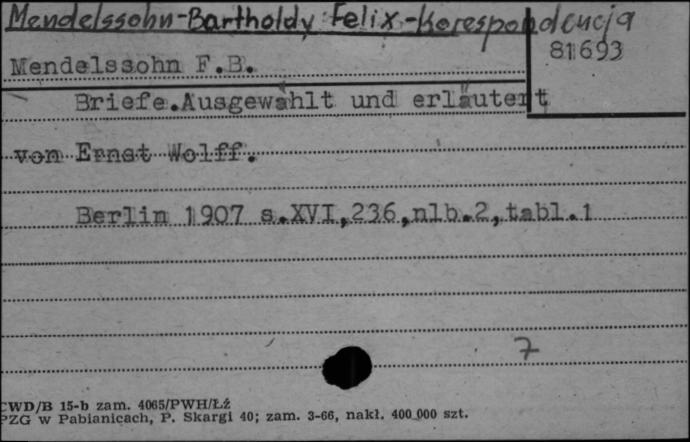 Mendelssohn-Bartholdy Felix-Korespondencja
81693
Mendelssohn F.B.
Briefe.Ausgewählt und erläutert
von Ernst Wolff.
Berlin 1907 s.XVI,236,nlb.2,tabl.1
7
CWD/B 15-b zam. 4065/PWH/Łź
PZG w Pabianicach, P. Skargi 40; zam. 3-66, nakł. 400 000 szt.